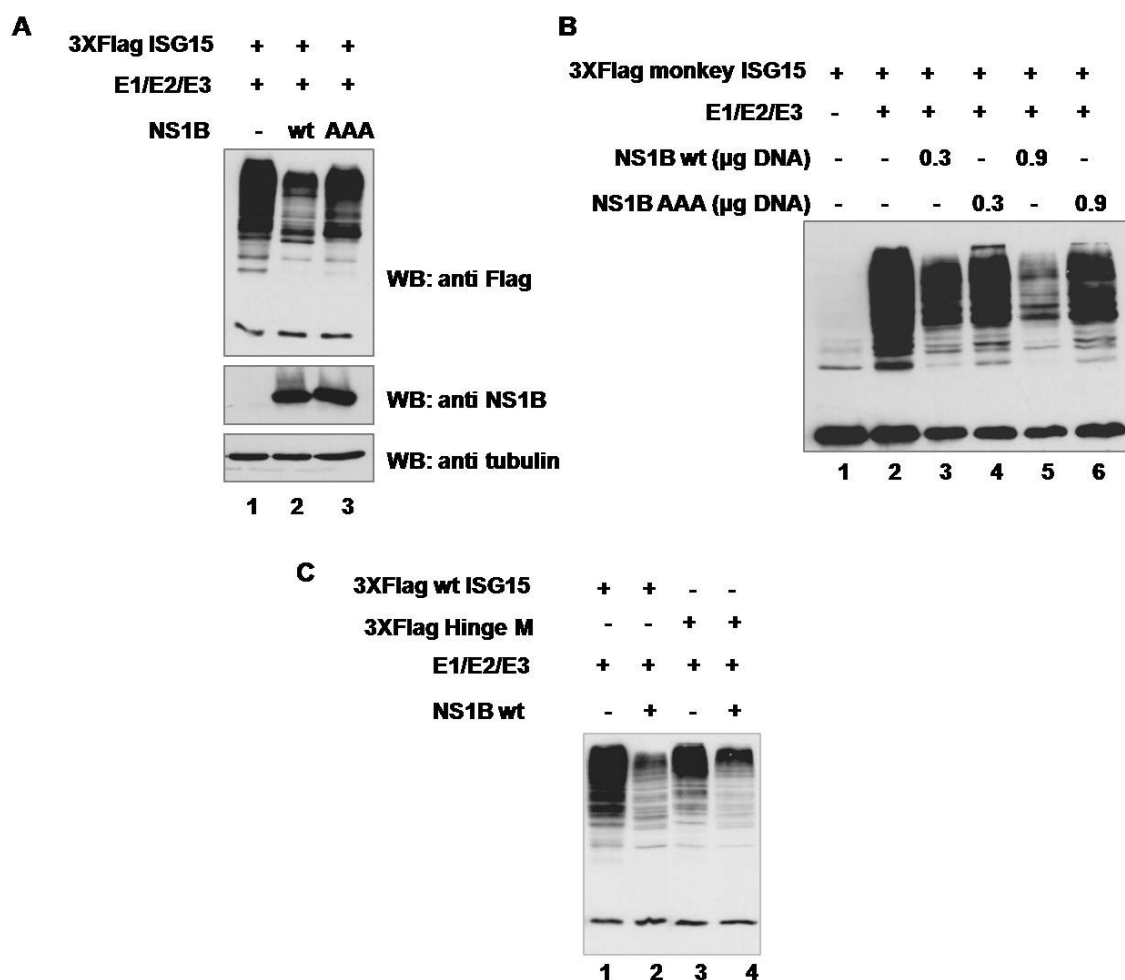 A
3XFlag ISG15 + + +
E1/E2/E3 + + +
NS1B - wt AAA
WB: anti Flag
WB: anti NS1B
WB: anti tubulin
1 2 3
B
3XFlag monkey ISG15 + + + + + +
E1/E2/E3 - + + + + +
NS1B wt (µg DNA) - - 0.3 - 0.9 -
NS1B AAA (µg DNA) - - - 0.3 - 0.9
1 2 3 4 5 6
C
3XFlag wt ISG15 + + - -
3XFlag Hinge M - - + +
E1/E2/E3 + + + +
NS1B wt - + - +
1 2 3 4